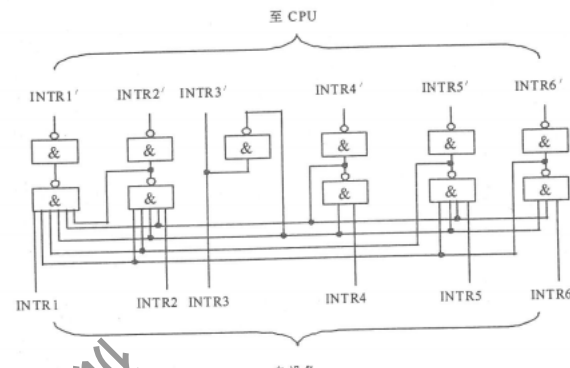 至 CPU
INTR1′ INTR2′ INTR3′ INTR4′ INTR5′ INTR6′
& & & & & &
& & & & &
INTR1 INTR2 INTR3 INTR4 INTR5 INTR6